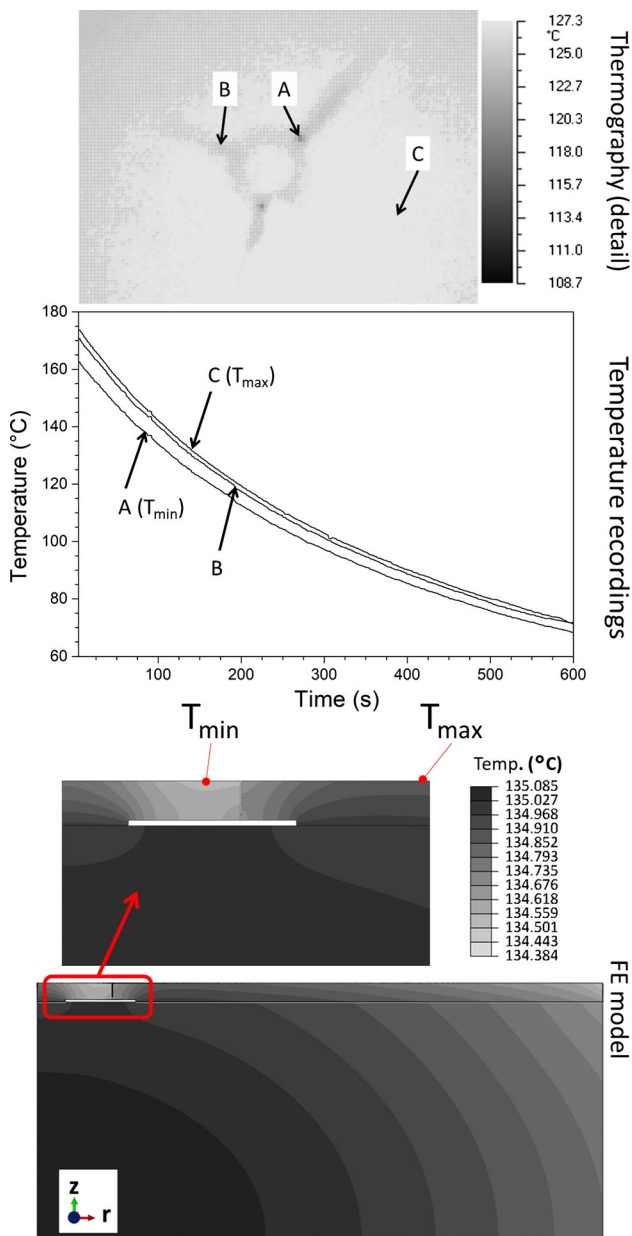 127.3
°C
125.0
122.7
120.3
118.0
115.7
113.4
111.0
108.7
B
A
C
Thermography (detail)
180
160
140
120
100
80
60
Temperature (°C)
C (Tmax)
A (Tmin)
B
100
200
300
400
500
600
Time (s)
Temperature recordings
Tmin
Tmax
Temp. (°C)
135.085
135.027
134.968
134.910
134.852
134.793
134.735
134.676
134.618
134.559
134.501
134.443
134.384
FE model
z
r